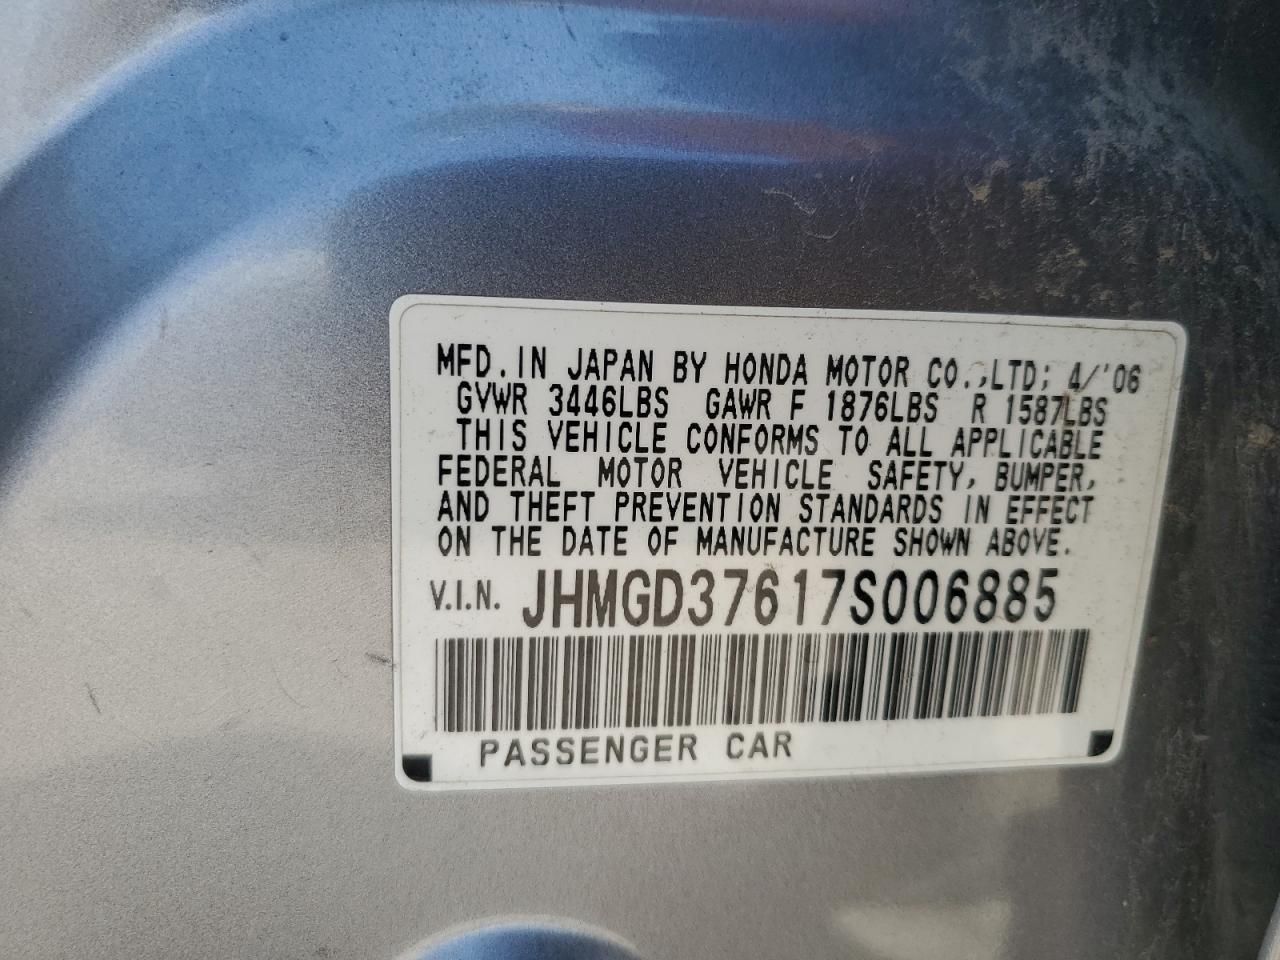 MFD. IN JAPAN BY HONDA MOTOR CO.,LTD; 4/'06
GVWR 3446LBS GAWR F 1876LBS R 1587LBS
THIS VEHICLE CONFORMS TO ALL APPLICABLE
FEDERAL MOTOR VEHICLE SAFETY, BUMPER,
AND THEFT PREVENTION STANDARDS IN EFFECT
ON THE DATE OF MANUFACTURE SHOWN ABOVE.
V.I.N. JHMGD37617S006885
PASSENGER CAR